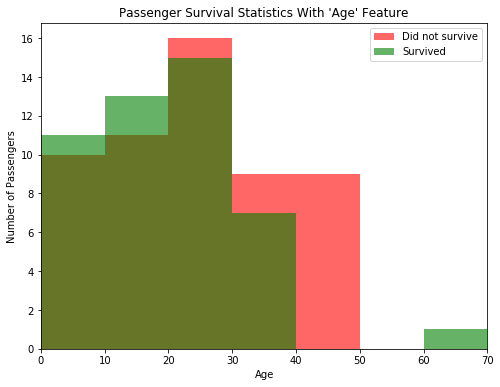 Passenger Survival Statistics With 'Age' Feature
Did not survive
Survived
Number of Passengers
16
14
12
10
8
6
4
2
0
0 10 20 30 40 50 60 70
Age